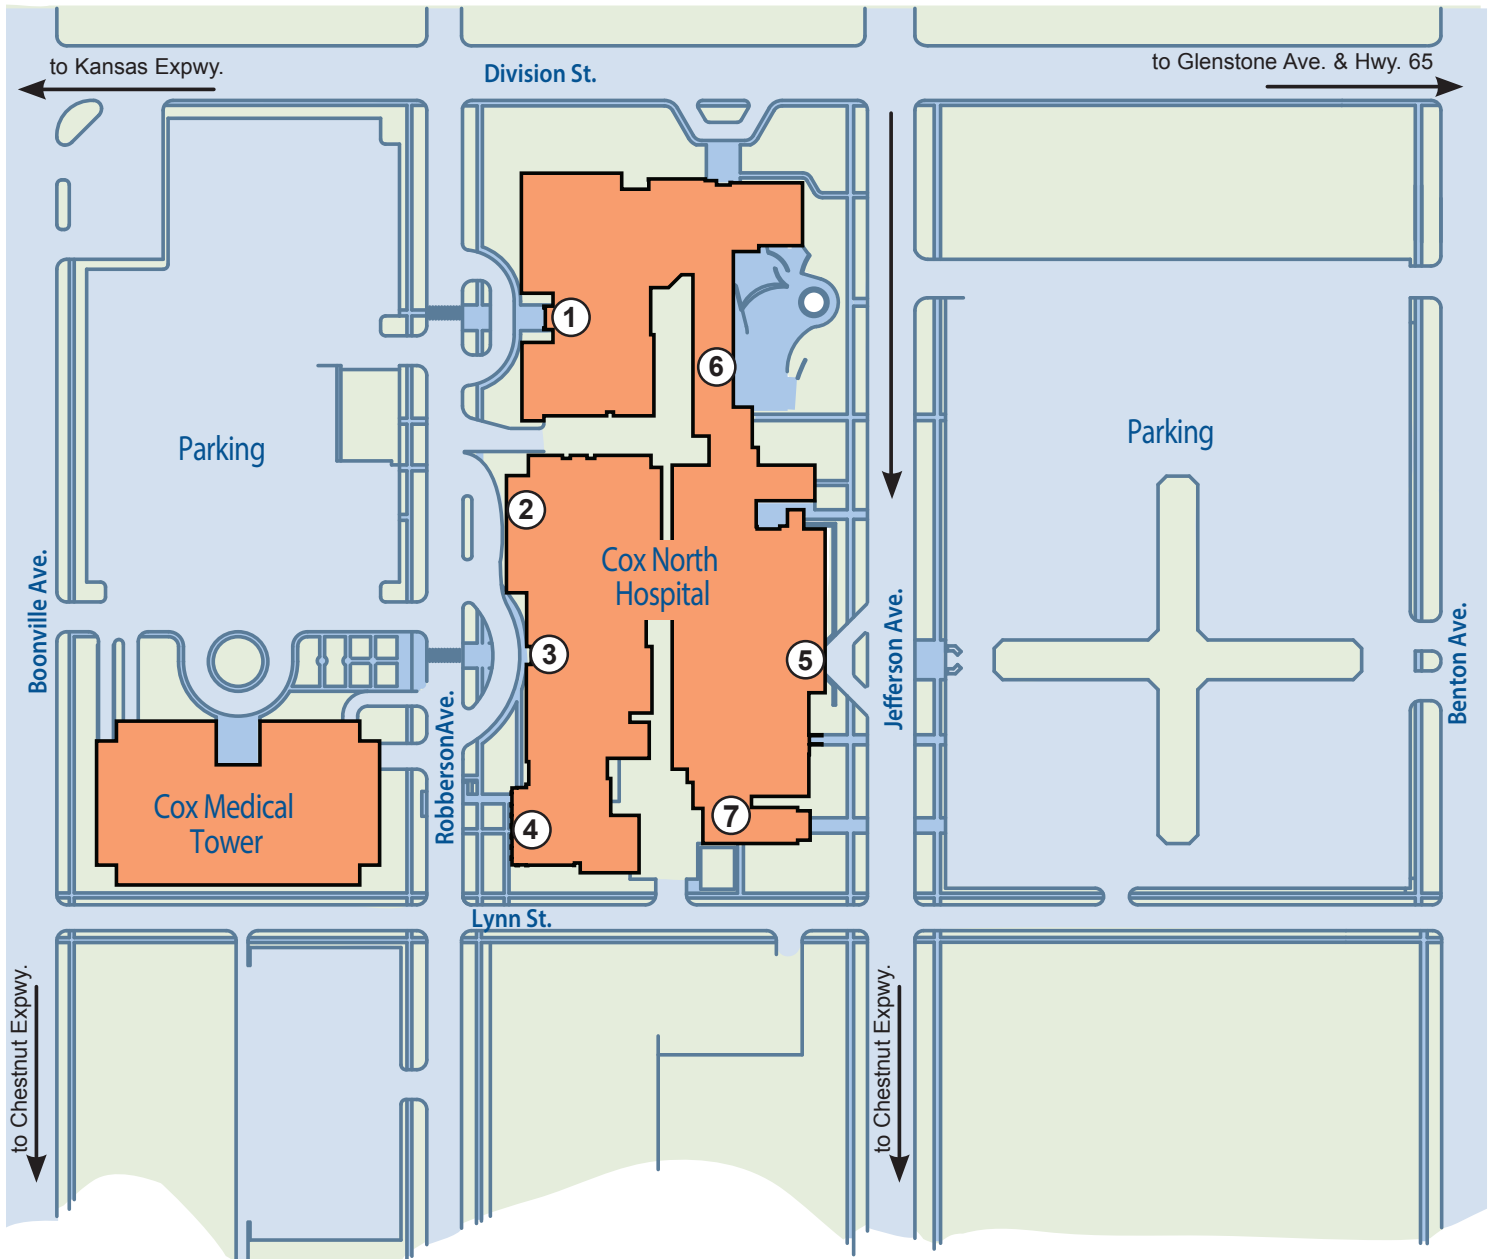 to Kansas Expwy.
Division St.
to Glenstone Ave. & Hwy. 65
1
6
Parking
Parking
2
Cox North
Hospital
Boonville Ave.
3
5
Jefferson Ave.
Benton Ave.
RobbersonAve.
Cox Medical
Tower
4
7
Lynn St.
to Chestnut Expwy.
to Chestnut Expwy.